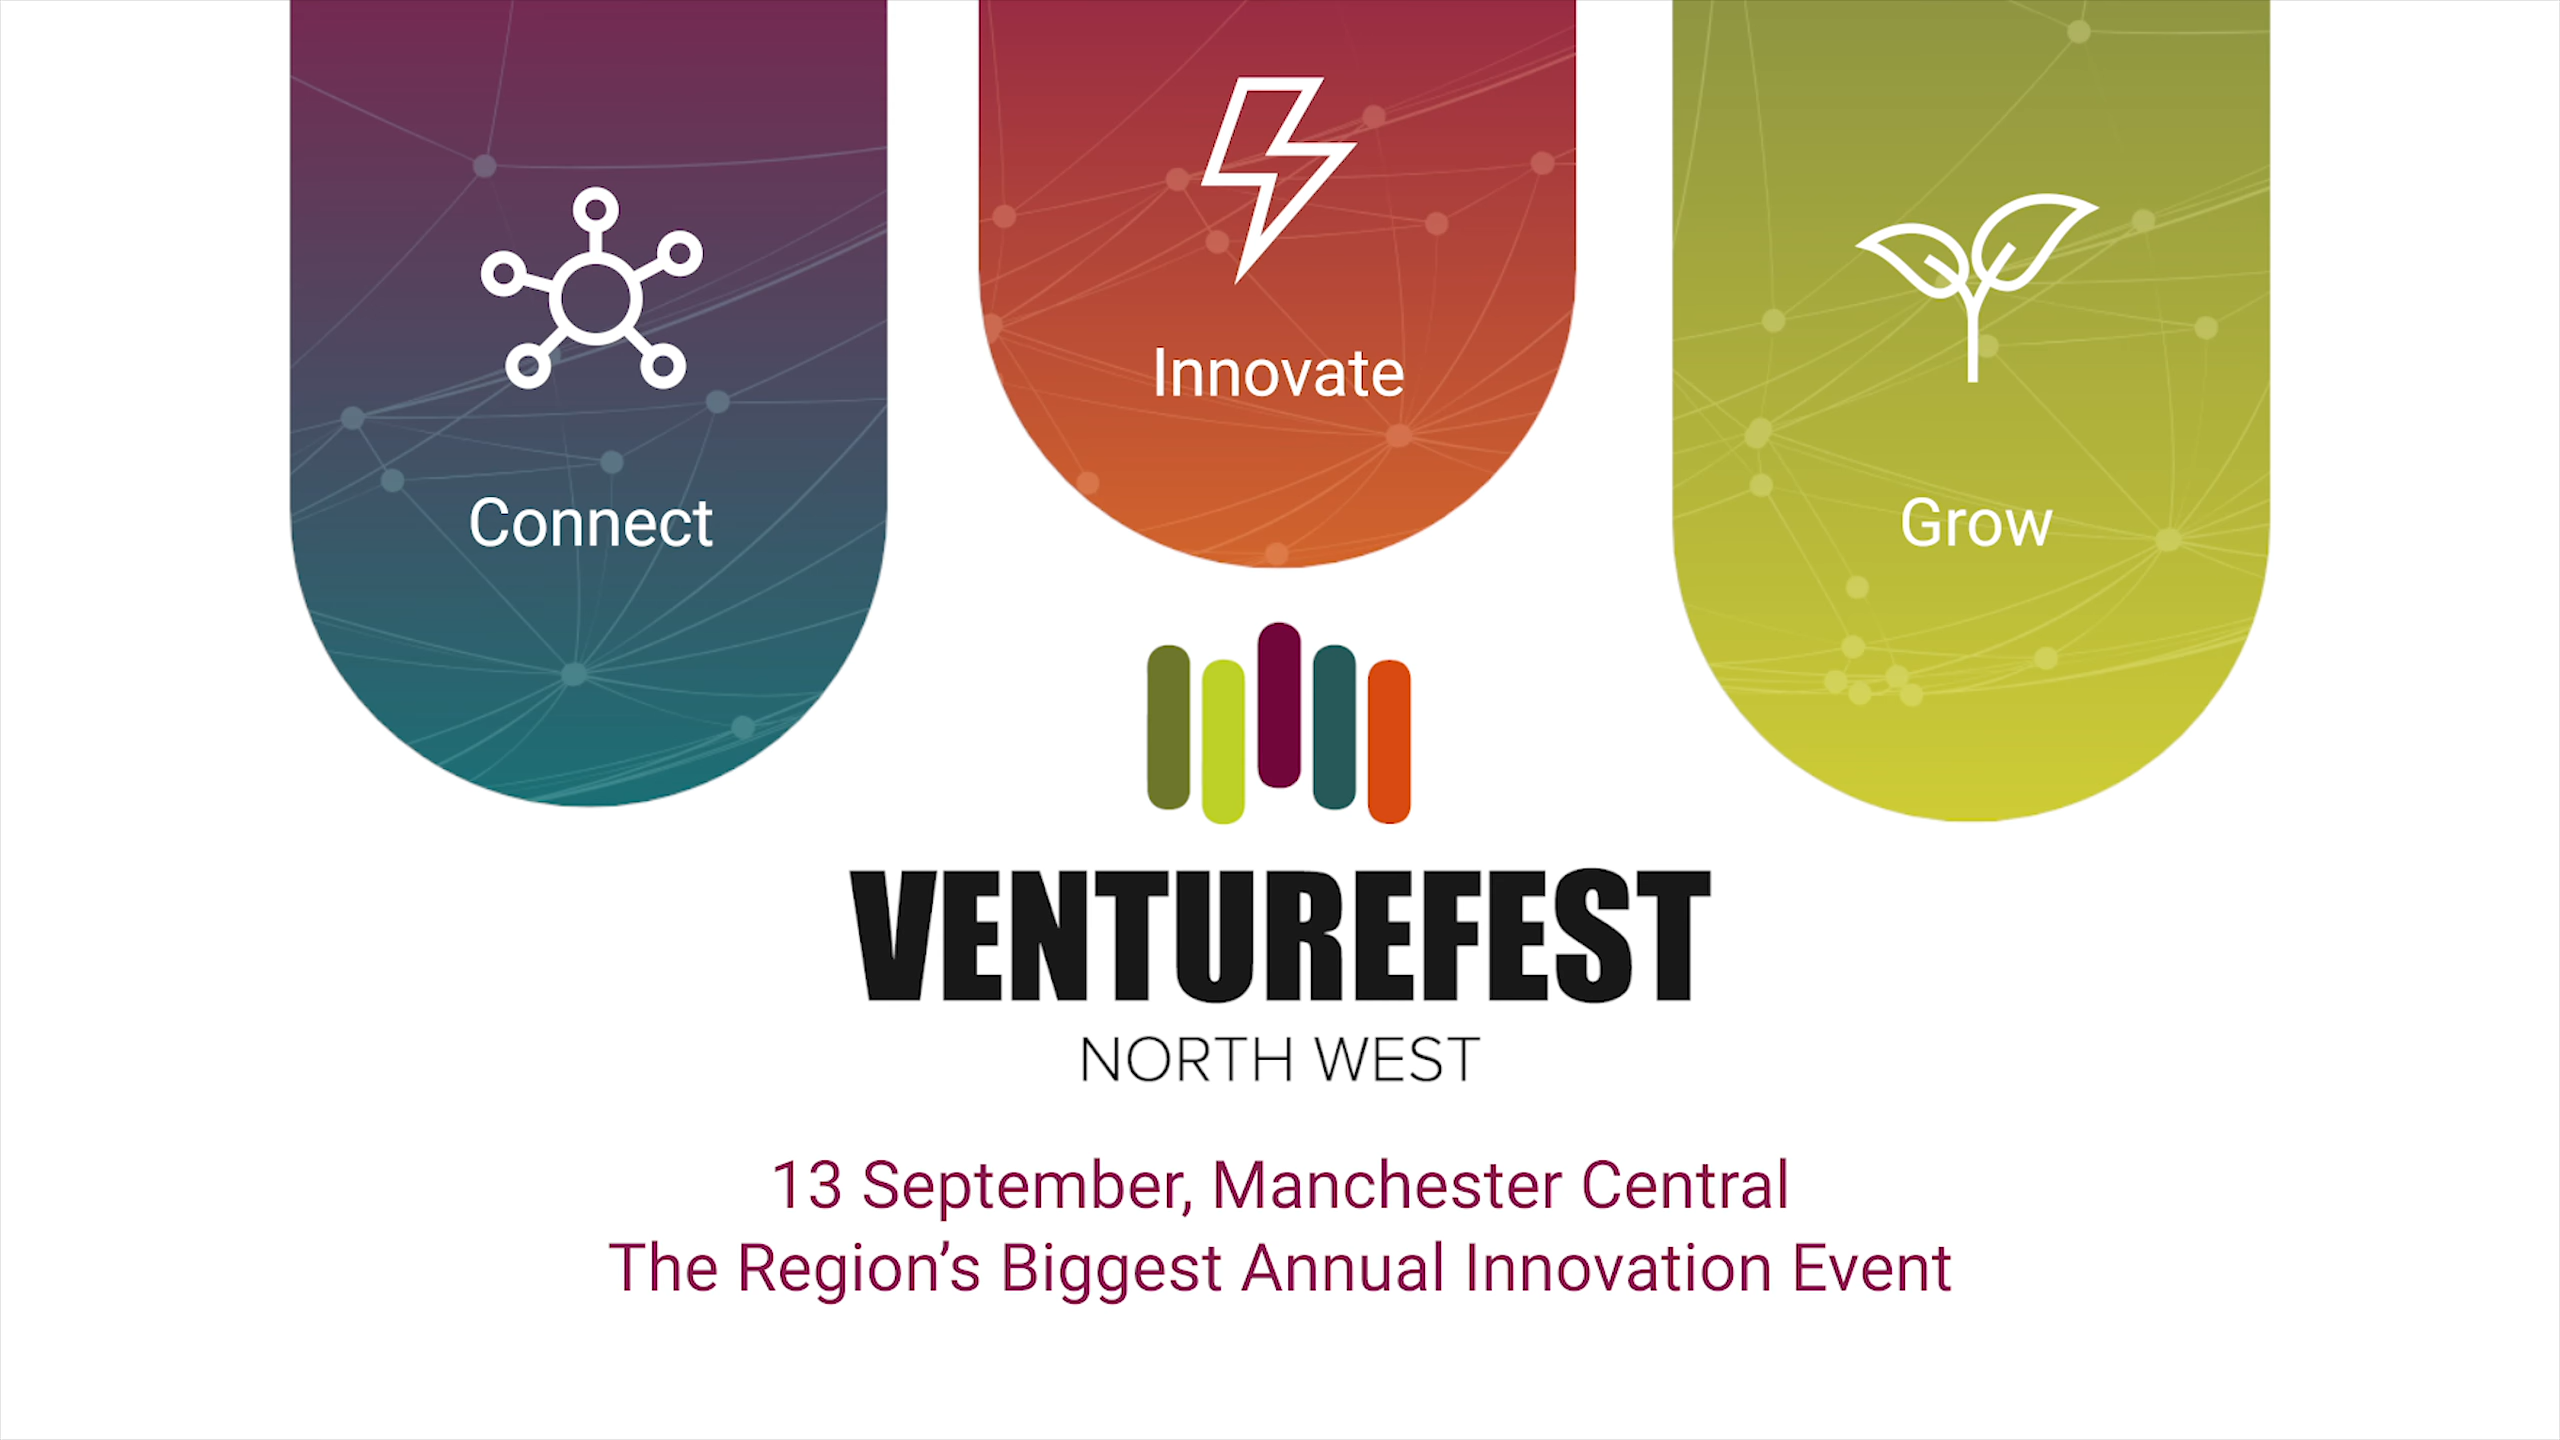 Connect
Innovate
Grow
VENTUREFEST
NORTH WEST
13 September, Manchester Central
The Region’s Biggest Annual Innovation Event